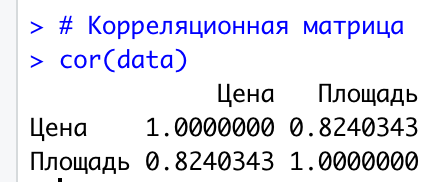 > # Корреляционная матрица
> cor(data)
Цена Площадь
Цена 1.0000000 0.8240343
Площадь 0.8240343 1.0000000